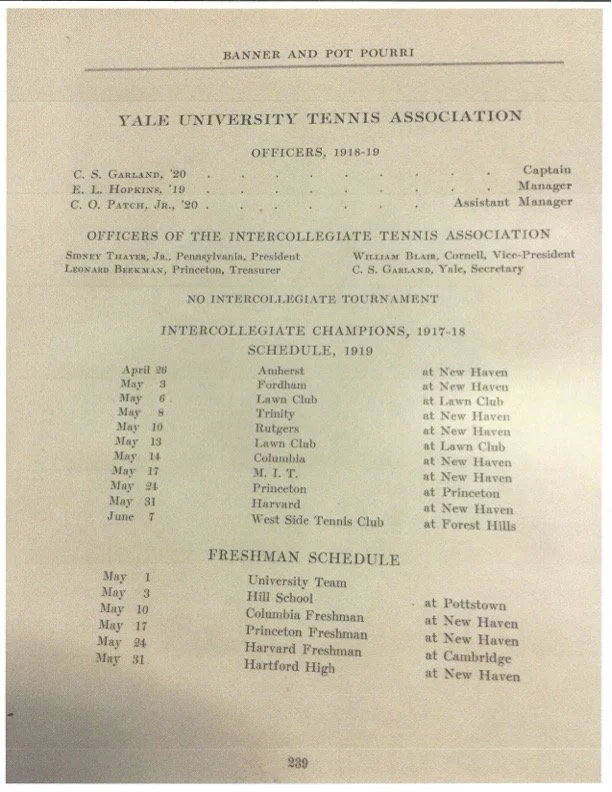 BANNER AND POT POURRI
YALE UNIVERSITY TENNIS ASSOCIATION
OFFICERS, 1918-19
C. S. GARLAND, '20 . . . . . . . . Captain
E. L. HOPKINS, '19 . . . . . . . . Manager
C. O. PATCH, JR., '20 . . . . . . Assistant Manager
OFFICERS OF THE INTERCOLLEGIATE TENNIS ASSOCIATION
SIDNEY THAYER, JR., Pennsylvania, President WILLIAM BLAIR, Cornell, Vice-President
LEONARD BEEKMAN, Princeton, Treasurer C. S. GARLAND, Yale, Secretary
NO INTERCOLLEGIATE TOURNAMENT
INTERCOLLEGIATE CHAMPIONS, 1917-18
SCHEDULE, 1919
April 26 Amherst at New Haven
May 3 Fordham at New Haven
May 6 Lawn Club at Lawn Club
May 8 Trinity at New Haven
May 10 Rutgers at New Haven
May 13 Lawn Club at Lawn Club
May 14 Columbia at New Haven
May 17 M. I. T. at New Haven
May 24 Princeton at Princeton
May 31 Harvard at New Haven
June 7 West Side Tennis Club at Forest Hills
FRESHMAN SCHEDULE
May 1 University Team
May 3 Hill School at Pottstown
May 10 Columbia Freshman at New Haven
May 17 Princeton Freshman at New Haven
May 24 Harvard Freshman at Cambridge
May 31 Hartford High at New Haven
239